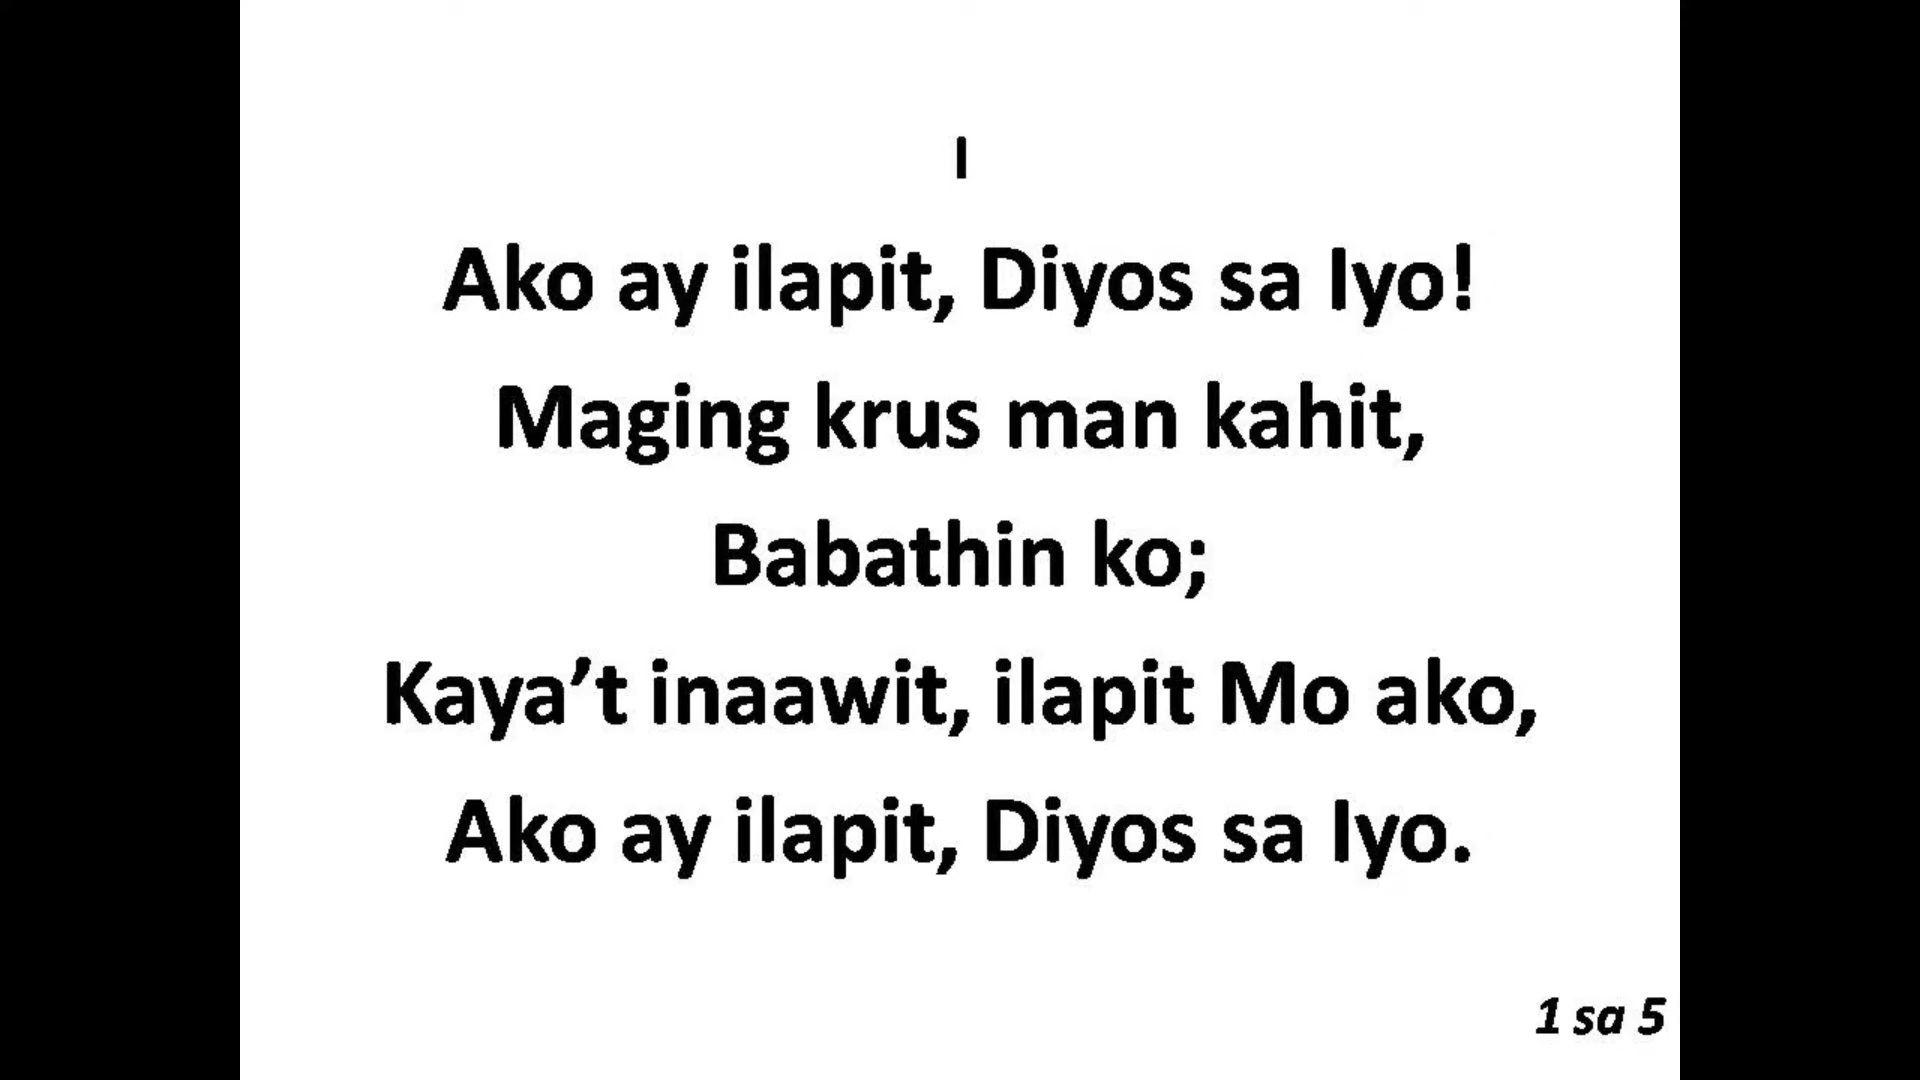 I
Ako ay ilapit, Diyos sa Iyo!
Maging krus man kahit,
Babathin ko;
Kaya’t inaawit, ilapit Mo ako,
Ako ay ilapit, Diyos sa Iyo.
1 sa 5